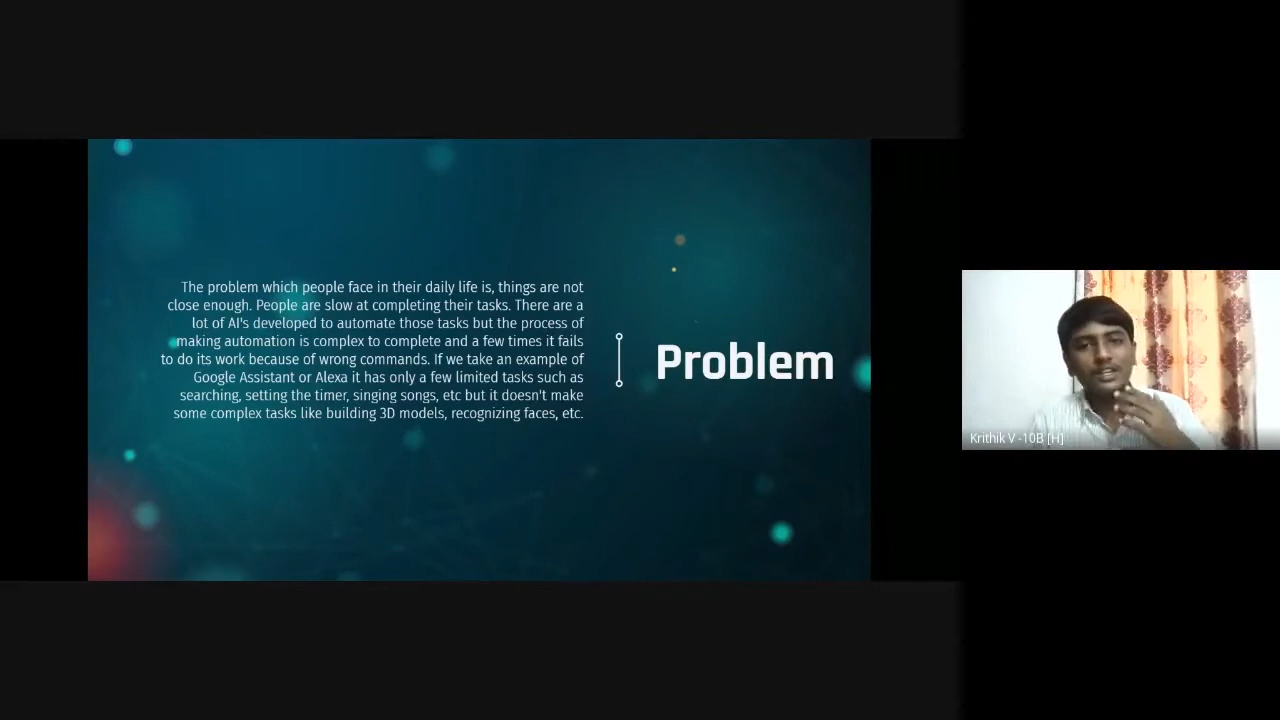 The problem which people face in their daily life is, things are not
close enough. People are slow at completing their tasks. There are a
lot of AI's developed to automate those tasks but the process of
making automation is complex to complete and a few times it fails
to do its work because of wrong commands. If we take an example of
Google Assistant or Alexa it has only a few limited tasks such as
searching, setting the timer, singing songs, etc but it doesn't make
some complex tasks like building 3D models, recognizing faces, etc.
Problem
Krithik V -10B [H]